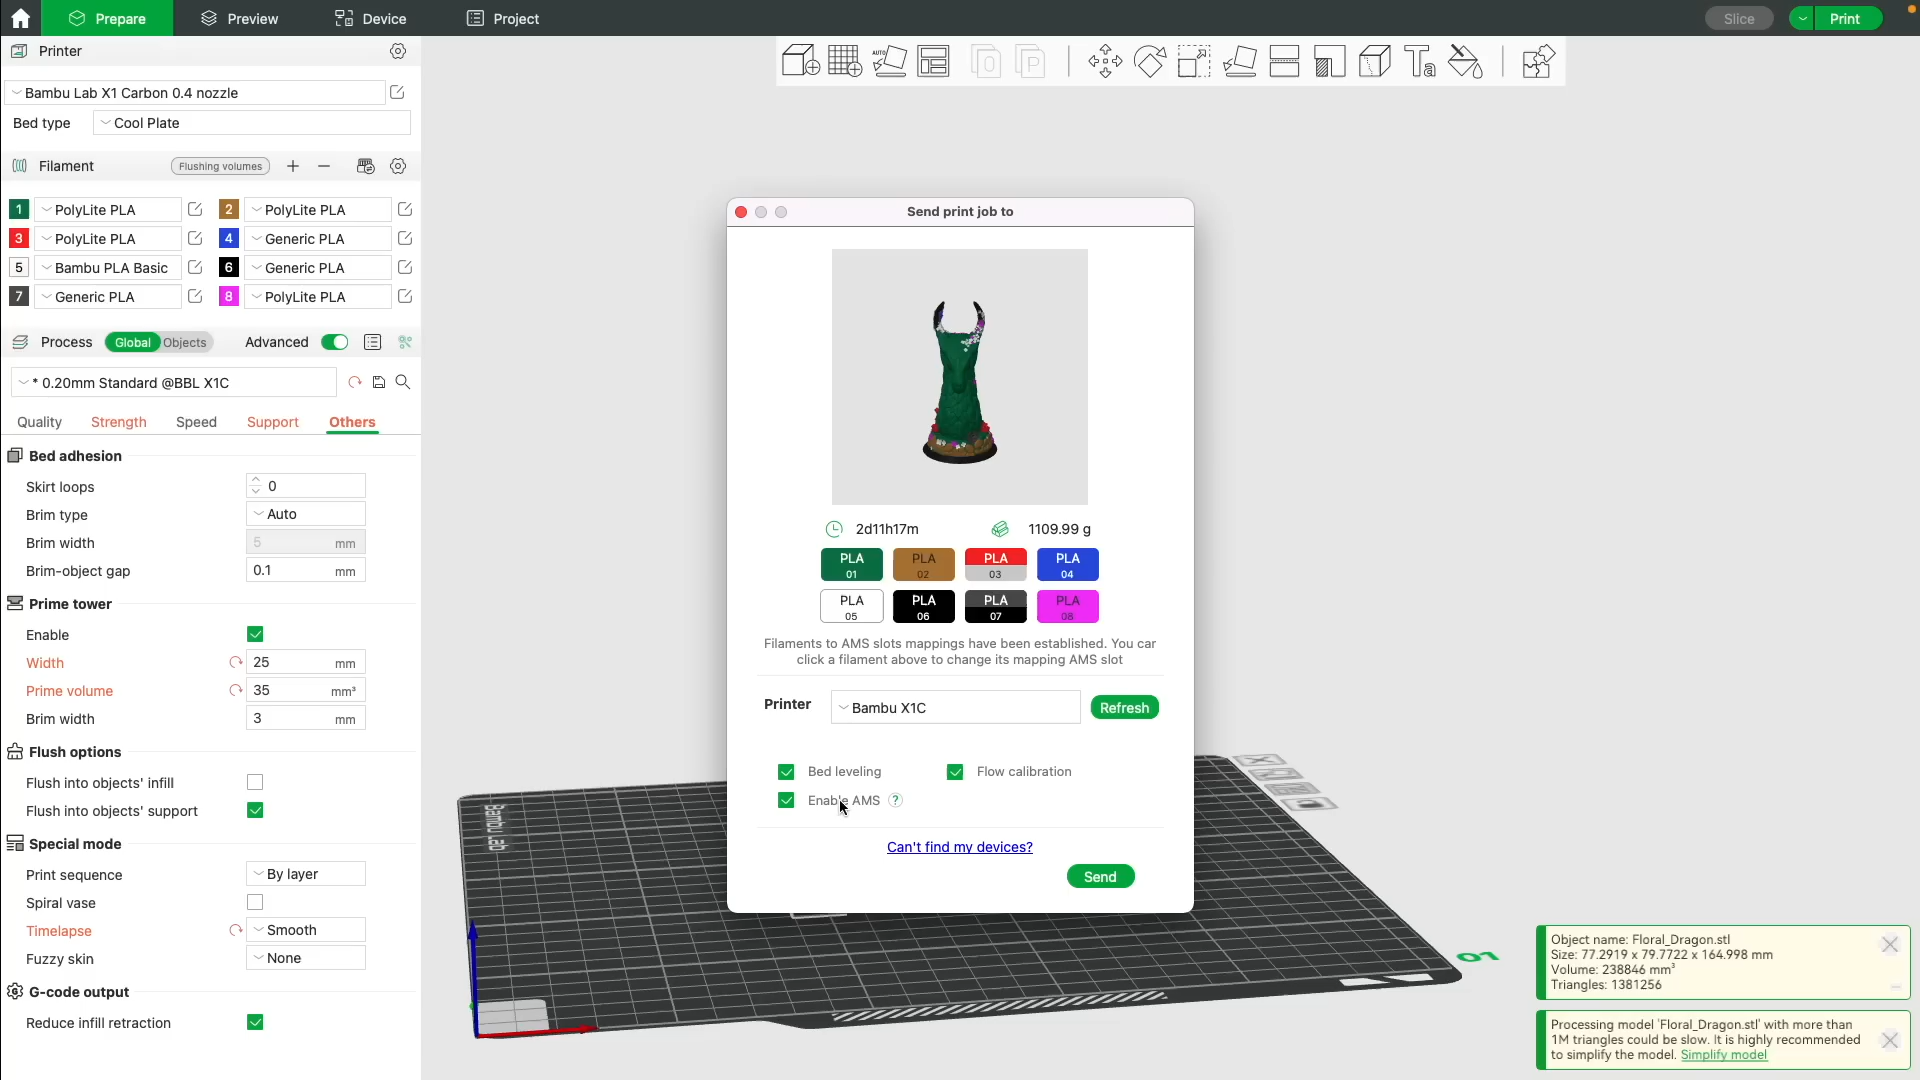 Prepare
Preview
Device
Project
Slice
Print
Printer
Bambu Lab X1 Carbon 0.4 nozzle
Bed type
Cool Plate
Filament
Flushing volumes
1 PolyLite PLA
2 PolyLite PLA
3 PolyLite PLA
4 Generic PLA
5 Bambu PLA Basic
6 Generic PLA
7 Generic PLA
8 PolyLite PLA
Process
Global
Objects
Advanced
* 0.20mm Standard @BBL X1C
Quality
Strength
Speed
Support
Others
Bed adhesion
Skirt loops 0
Brim type Auto
Brim width 5 mm
Brim-object gap 0.1 mm
Prime tower
Enable
Width 25 mm
Prime volume 35 mm³
Brim width 3 mm
Flush options
Flush into objects' infill
Flush into objects' support
Special mode
Print sequence By layer
Spiral vase
Timelapse Smooth
Fuzzy skin None
G-code output
Reduce infill retraction
AUTO
O
P
Ta
Send print job to
2d11h17m
1109.99 g
PLA 01
PLA 02
PLA 03
PLA 04
PLA 05
PLA 06
PLA 07
PLA 08
Filaments to AMS slots mappings have been established. You can
click a filament above to change its mapping AMS slot
Printer
Bambu X1C
Refresh
Bed leveling
Flow calibration
Enable AMS ?
Can't find my devices?
Send
Bambu Lab
01
Object name: Floral_Dragon.stl
Size: 77.2919 x 79.7722 x 164.998 mm
Volume: 238846 mm³
Triangles: 1381256
Processing model 'Floral_Dragon.stl' with more than
1M triangles could be slow. It is highly recommended
to simplify the model. Simplify model